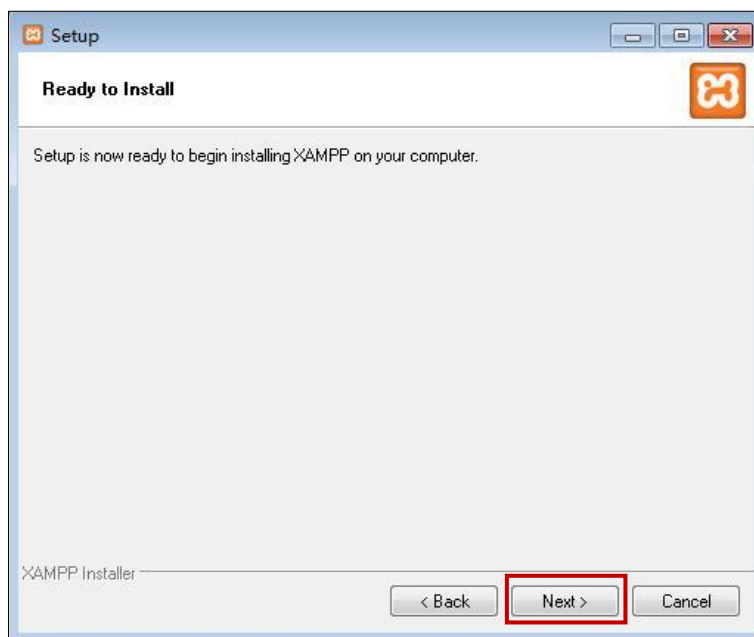 Setup
Ready to Install
Setup is now ready to begin installing XAMPP on your computer.
XAMPP Installer
< Back Next > Cancel